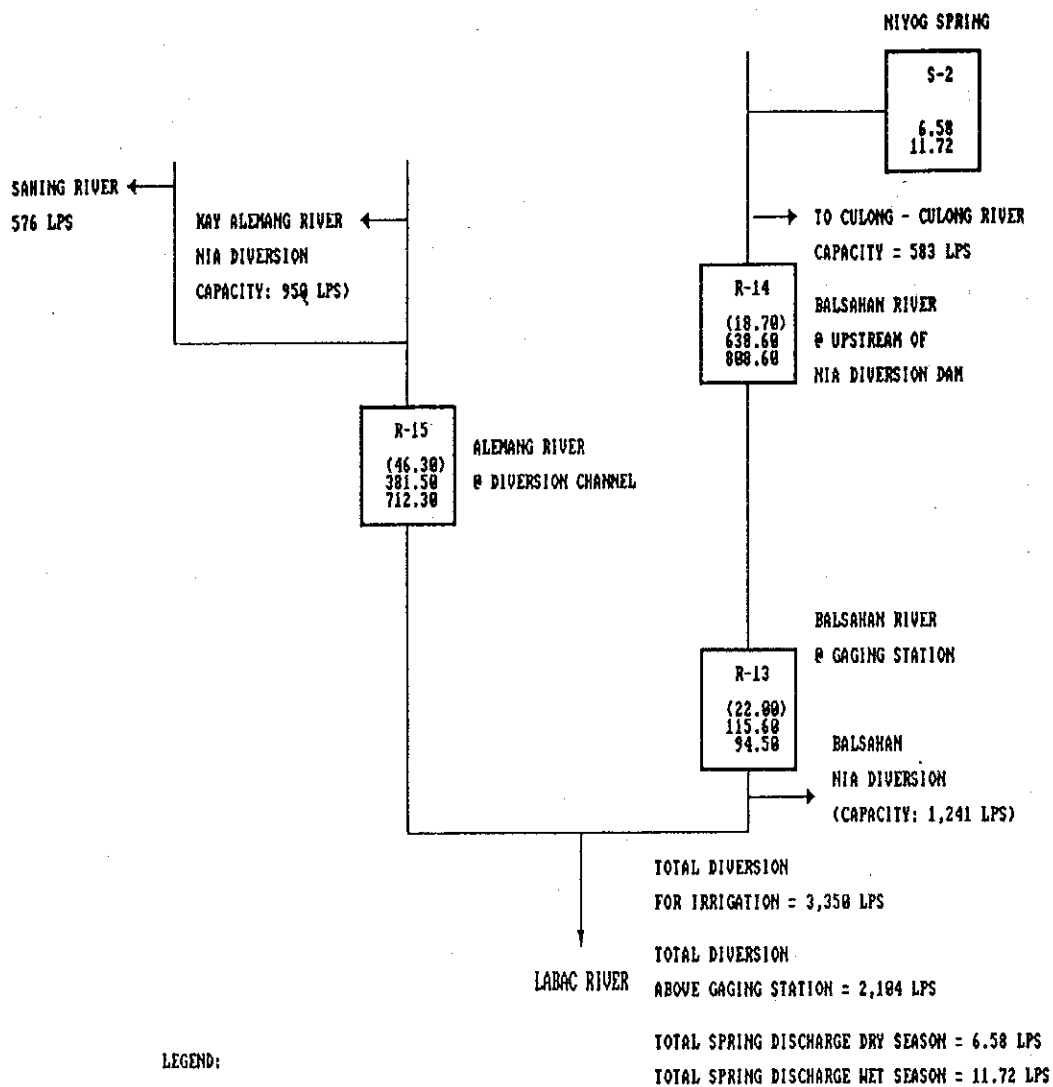 NIYOG SPRING
S-2
6.58
11.72
SANING RIVER
576 LPS
KAY ALEMANG RIVER
NIA DIVERSION
CAPACITY: 950 LPS)
TO CULONG - CULONG RIVER
CAPACITY = 583 LPS
R-14
(18.70)
638.60
808.60
BALSAHAN RIVER
@ UPSTREAM OF
NIA DIVERSION DAM
R-15
(46.30)
381.50
712.30
ALEMANG RIVER
@ DIVERSION CHANNEL
BALSAHAN RIVER
@ GAGING STATION
R-13
(22.00)
115.60
94.50
BALSAHAN
NIA DIVERSION
(CAPACITY: 1,241 LPS)
TOTAL DIVERSION
FOR IRRIGATION = 3,350 LPS
TOTAL DIVERSION
ABOVE GAGING STATION = 2,104 LPS
LABAC RIVER
TOTAL SPRING DISCHARGE DRY SEASON = 6.58 LPS
TOTAL SPRING DISCHARGE WET SEASON = 11.72 LPS
LEGEND: